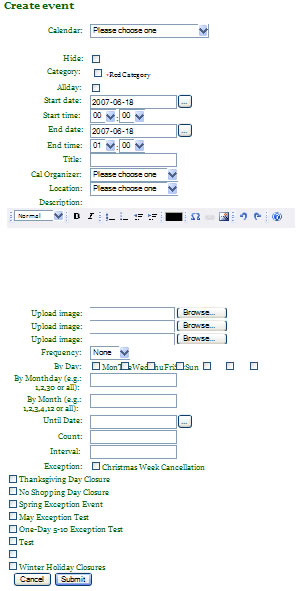 Create event
Calendar: Please choose one
Hide:
Category: +Red Category
Allday:
Start date: 2007-06-18 ...
Start time: 00 : 00
End date: 2007-06-18 ...
End time: 01 : 00
Title:
Cal Organizer: Please choose one
Location: Please choose one
Description:
Normal B I
Upload image: Browse...
Upload image: Browse...
Upload image: Browse...
Frequency: None
By Day: Mon Tue Wed Thu Fri Sun
By Monthday (e.g.:
1,2,30 or all):
By Month (e.g.:
1,2,3,4,12 or all):
Until Date: ...
Count:
Interval:
Exception: Christmas Week Cancellation
Thanksgiving Day Closure
No Shopping Day Closure
Spring Exception Event
May Exception Test
One-Day 5-10 Exception Test
Test
Winter Holiday Closures
Cancel Submit